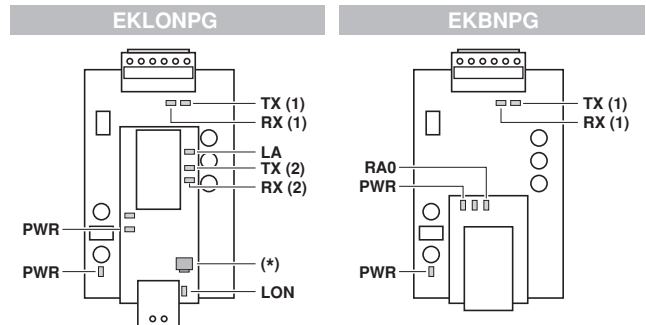 EKLONPG
TX (1)
RX (1)
LA
TX (2)
RX (2)
PWR
PWR
(*)
LON
EKBNPG
TX (1)
RX (1)
RA0
PWR
PWR